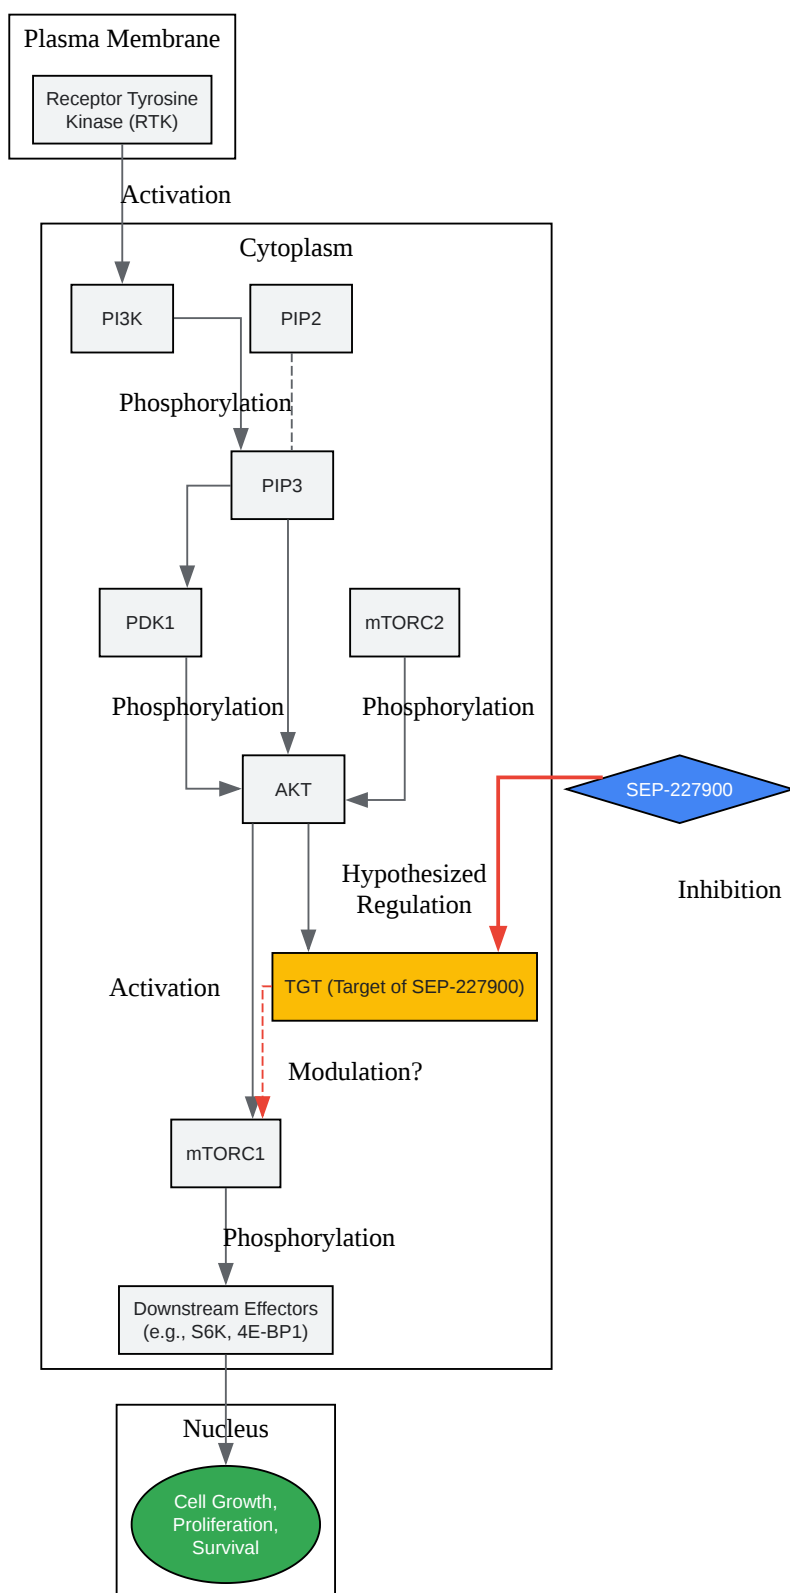 Plasma Membrane
Receptor Tyrosine
Kinase (RTK)
Activation
Cytoplasm
PI3K
PIP2
Phosphorylation
PIP3
PDK1
mTORC2
Phosphorylation
Phosphorylation
AKT
SEP-227900
Hypothesized
Regulation
Inhibition
TGT (Target of SEP-227900)
Activation
Modulation?
mTORC1
Phosphorylation
Downstream Effectors
(e.g., S6K, 4E-BP1)
Nucleus
Cell Growth,
Proliferation,
Survival